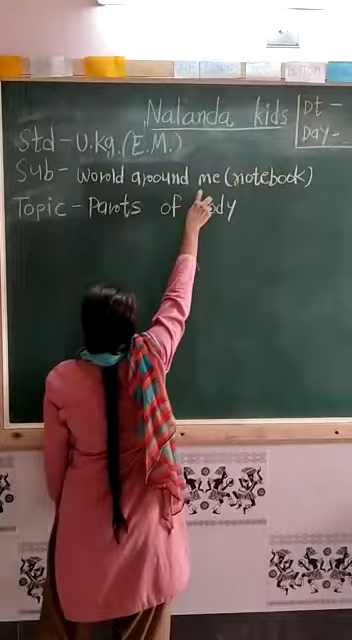 Nalanda kids
Dt -
Day -
Std - U.Kg.(E.M.)
Sub - World around me (notebook)
Topic - Parts of